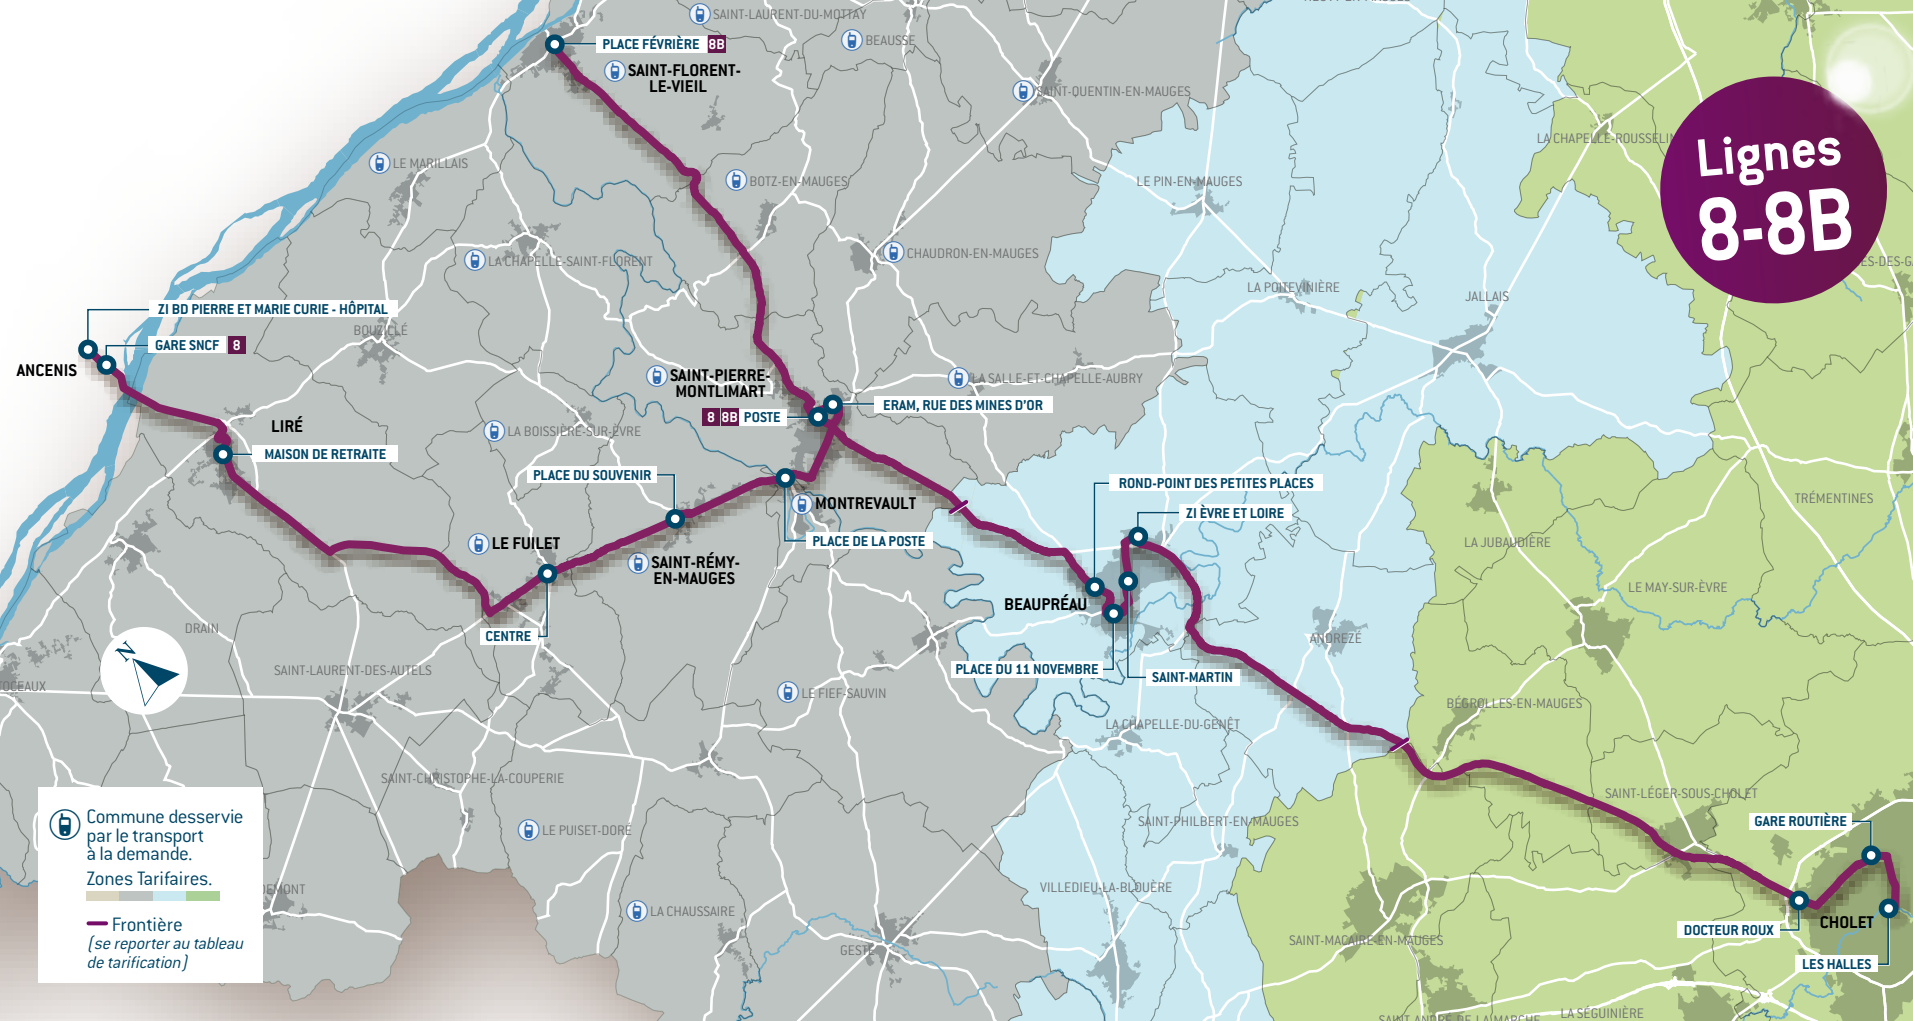 SAINT-LAURENT-DU-MOTTAY
BEAUSSE
PLACE FÉVRIÈRE 8B
SAINT-FLORENT-
LE-VIEIL
SAINT-QUENTIN-EN-MAUGES
LA CHAPELLE-ROUSSELIN
Lignes
8-8B
LE MARILLAIS
BOTZ-EN-MAUGES
LE PIN-EN-MAUGES
LA CHAPELLE-SAINT-FLORENT
CHAUDRON-EN-MAUGES
LA POITEVINIÈRE
JALLAIS
ZI BD PIERRE ET MARIE CURIE - HÔPITAL
BOUZILLÉ
GARE SNCF 8
ANCENIS
SAINT-PIERRE-
MONTLIMART
LA SALLE-ET-CHAPELLE-AUBRY
8 8B POSTE
ERAM, RUE DES MINES D'OR
LIRÉ
LA BOISSIÈRE-SUR-ÈVRE
MAISON DE RETRAITE
PLACE DU SOUVENIR
ROND-POINT DES PETITES PLACES
MONTREVAULT
ZI ÈVRE ET LOIRE
TRÉMENTINES
LE FUILET
PLACE DE LA POSTE
LA JUBAUDIÈRE
SAINT-RÉMY-
EN-MAUGES
LE MAY-SUR-ÈVRE
BEAUPRÉAU
DRAIN
CENTRE
ANDREZÉ
N
SAINT-LAURENT-DES-AUTELS
PLACE DU 11 NOVEMBRE
SAINT-MARTIN
LE FIEF-SAUVIN
BÉGROLLES-EN-MAUGES
LA CHAPELLE-DU-GENÊT
SAINT-CHRISTOPHE-LA-COUPERIE
SAINT-LÉGER-SOUS-CHOLET
LE PUISET-DORÉ
SAINT-PHILBERT-EN-MAUGES
GARE ROUTIÈRE
Commune desservie
par le transport
à la demande.
Zones Tarifaires.
Frontière
(se reporter au tableau
de tarification)
VILLEDIEU-LA-BLOUÈRE
LA CHAUSSAIRE
GESTÉ
SAINT-MACAIRE-EN-MAUGES
DOCTEUR ROUX
CHOLET
LES HALLES
SAINT-ANDRÉ-DE-LA-MARCHE
LA SÉGUINIÈRE